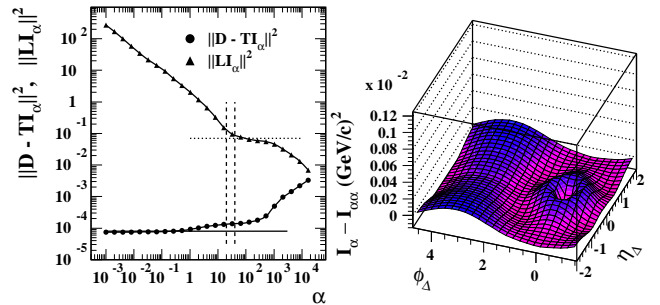 ||D - TI_α||², ||LI_α||²
● ||D - TI_α||²
▲ ||LI_α||²
10²
10
1
10⁻¹
10⁻²
10⁻³
10⁻⁴
10⁻⁵
10⁻³ 10⁻² 10⁻¹ 1 10 10² 10³ 10⁴
α
x 10⁻²
I_α – I_αα (GeV/c)²
0.12
0.1
0.08
0.06
0.04
0.02
0
4 2 0
φ_Δ
-2 -1 0 1 2
η_Δ